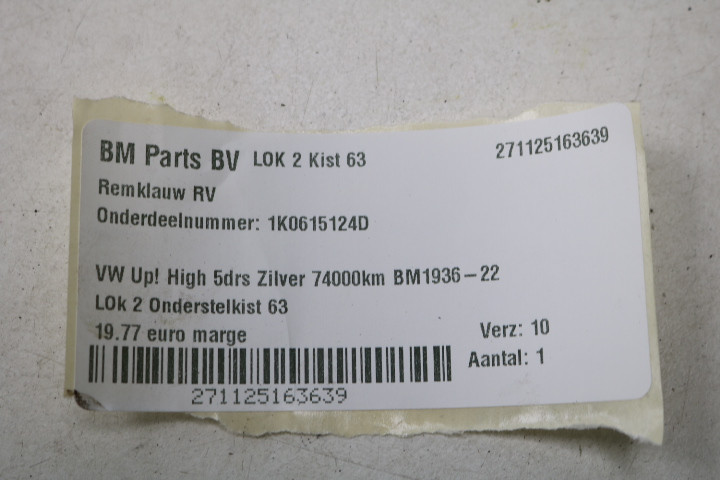 BM Parts BV LOK 2 Kist 63 271125163639
Remklauw RV
Onderdeelnummer: 1K0615124D
VW Up! High 5drs Zilver 74000km BM1936-22
LOk 2 Onderstelkist 63
19.77 euro marge Verz: 10
Aantal: 1
271125163639